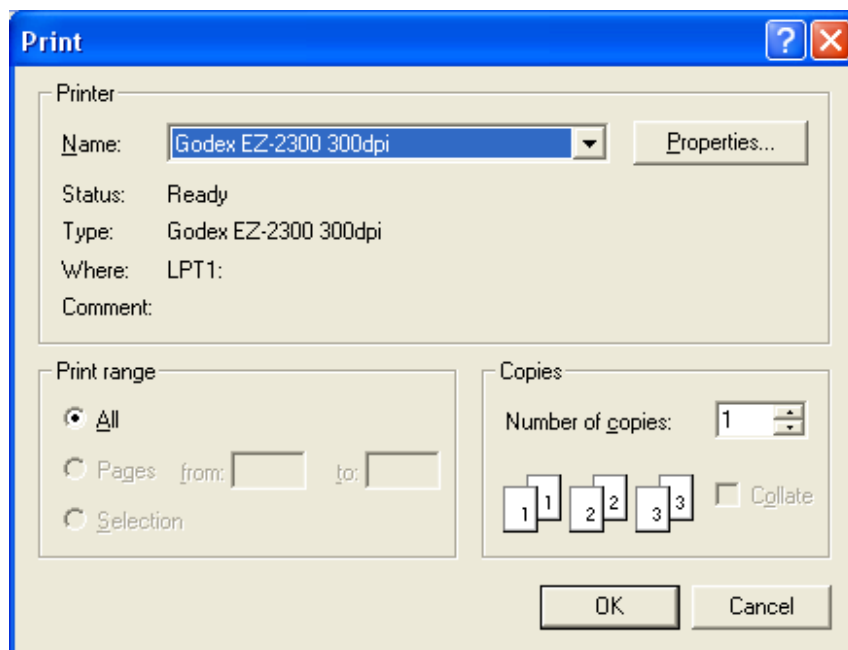 Print
Printer
Name: Godex EZ-2300 300dpi Properties...
Status: Ready
Type: Godex EZ-2300 300dpi
Where: LPT1:
Comment:
Print range
All
Pages from: to:
Selection
Copies
Number of copies: 1
1 1 2 2 3 3 Collate
OK Cancel